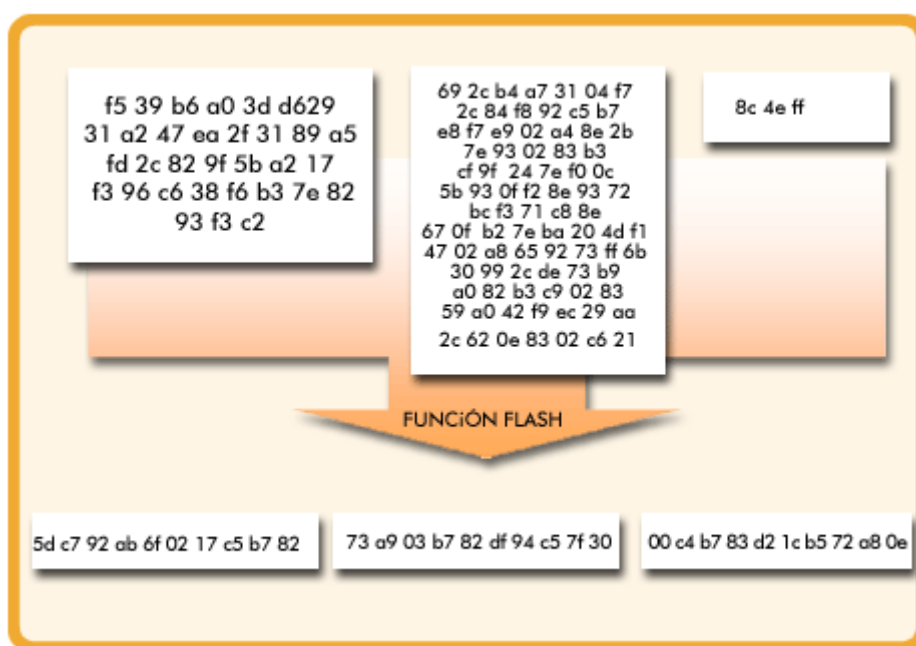 f5 39 b6 a0 3d d629
31 a2 47 ea 2f 31 89 a5
fd 2c 82 9f 5b a2 17
f3 96 c6 38 f6 b3 7e 82
93 f3 c2
69 2c b4 a7 31 04 f7
2c 84 f8 92 c5 b7
e8 f7 e9 02 a4 8e 2b
7e 93 02 83 b3
cf 9f 24 7e f0 0c
5b 93 0f f2 8e 93 72
bc f3 71 c8 8e
67 0f b2 7e ba 20 4d f1
47 02 a8 65 92 73 ff 6b
30 99 2c de 73 b9
a0 82 b3 c9 02 83
59 a0 42 f9 ec 29 aa
2c 62 0e 83 02 c6 21
8c 4e ff
FUNCiÓN FLASH
5d c7 92 ab 6f 02 17 c5 b7 82
73 a9 03 b7 82 df 94 c5 7f 30
00 c4 b7 83 d2 1c b5 72 a8 0e